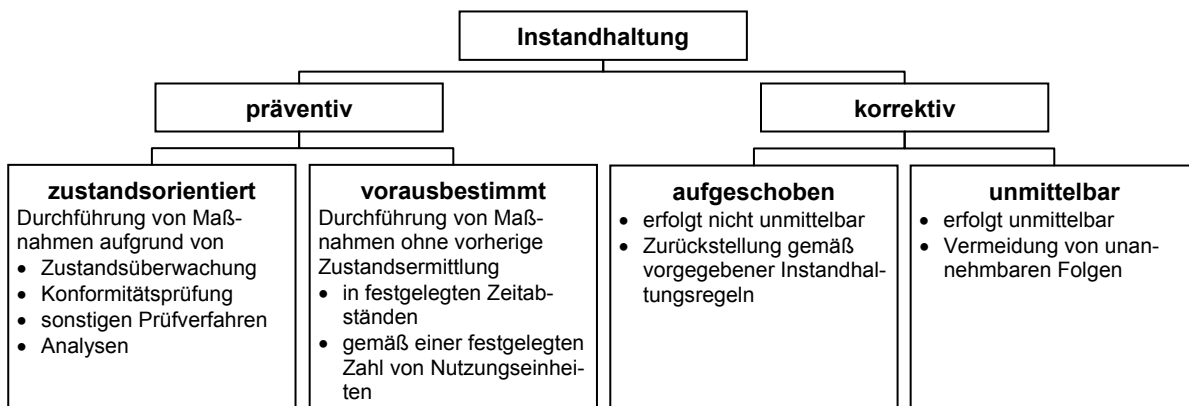 Instandhaltung
präventiv
korrektiv
zustandsorientiert
Durchführung von Maß-
nahmen aufgrund von
• Zustandsüberwachung
• Konformitätsprüfung
• sonstigen Prüfverfahren
• Analysen
vorausbestimmt
Durchführung von Maß-
nahmen ohne vorherige
Zustandsermittlung
• in festgelegten Zeitab-
ständen
• gemäß einer festgelegten
Zahl von Nutzungseinhei-
ten
aufgeschoben
• erfolgt nicht unmittelbar
• Zurückstellung gemäß
vorgegebener Instandhal-
tungsregeln
unmittelbar
• erfolgt unmittelbar
• Vermeidung von unan-
nehmbaren Folgen